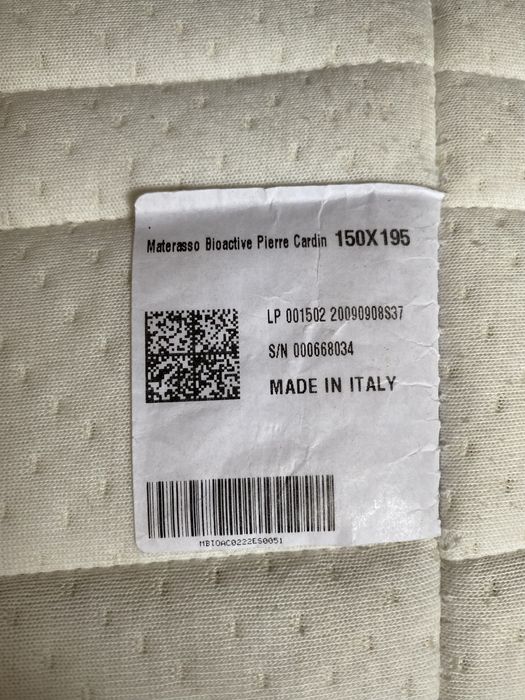 Materasso Bioactive Pierre Cardin 150X195
LP 001502 20090908S37
S/N 000668034
MADE IN ITALY
MBIOAC0222ES0051